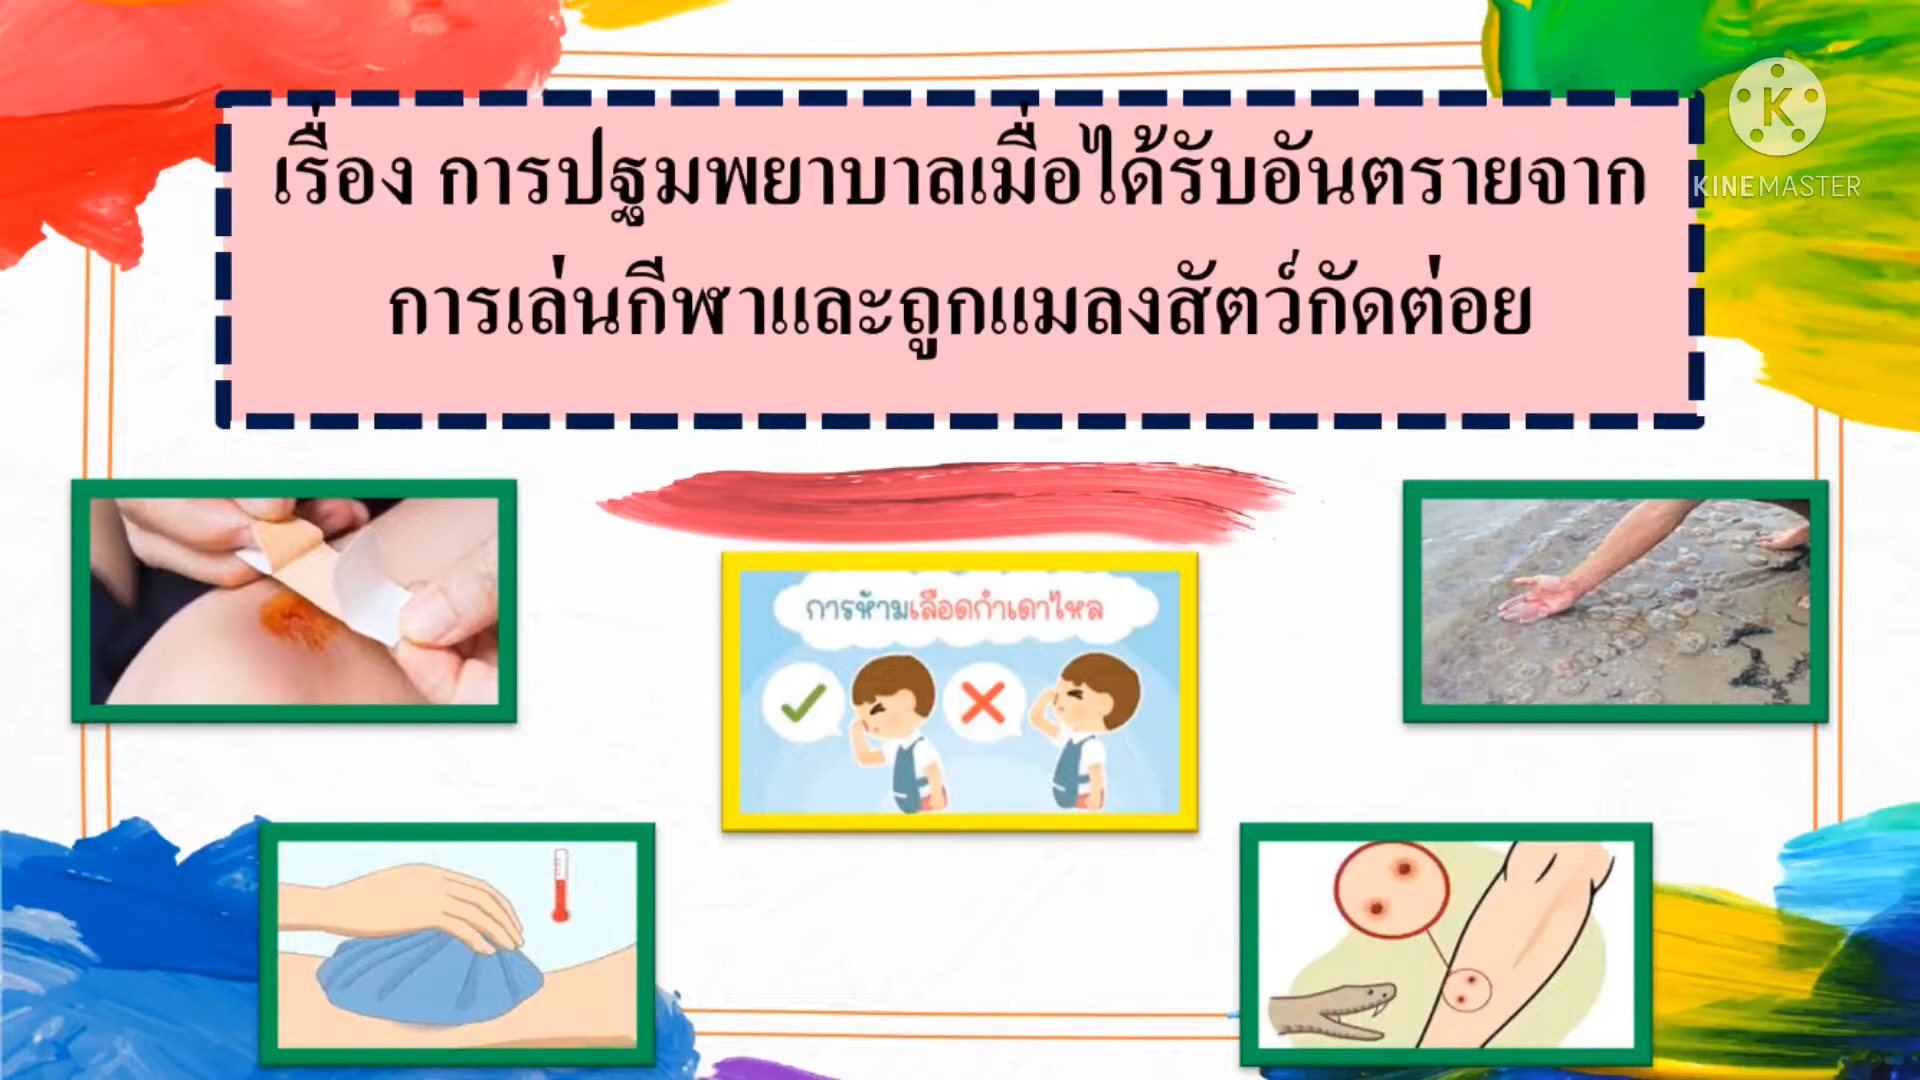 เรื่อง การปฐมพยาบาลเมื่อได้รับอันตรายจาก
การเล่นกีฬาและถูกแมลงสัตว์กัดต่อย
K
KINEMASTER
การห้ามเลือดกำเดาไหล